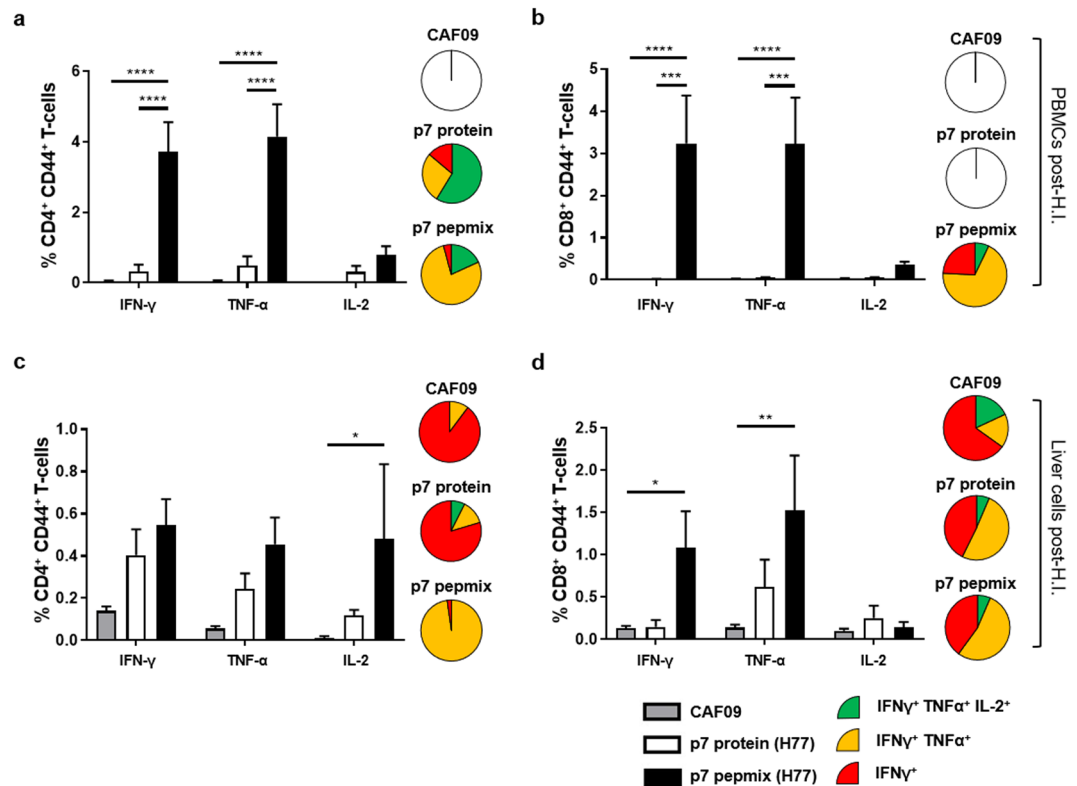 a
% CD4⁺ CD44⁺ T-cells
6
4
2
0
****
****
****
****
IFN-γ
TNF-α
IL-2
CAF09
p7 protein
p7 pepmix
b
% CD8⁺ CD44⁺ T-cells
5
4
3
2
1
0
****
***
****
***
IFN-γ
TNF-α
IL-2
CAF09
p7 protein
p7 pepmix
PBMCs post-H.I.
c
% CD4⁺ CD44⁺ T-cells
1.0
0.8
0.6
0.4
0.2
0.0
*
IFN-γ
TNF-α
IL-2
CAF09
p7 protein
p7 pepmix
d
% CD8⁺ CD44⁺ T-cells
2.5
2.0
1.5
1.0
0.5
0.0
*
**
IFN-γ
TNF-α
IL-2
CAF09
p7 protein
p7 pepmix
Liver cells post-H.I.
CAF09
p7 protein (H77)
p7 pepmix (H77)
IFNγ⁺ TNFα⁺ IL-2⁺
IFNγ⁺ TNFα⁺
IFNγ⁺